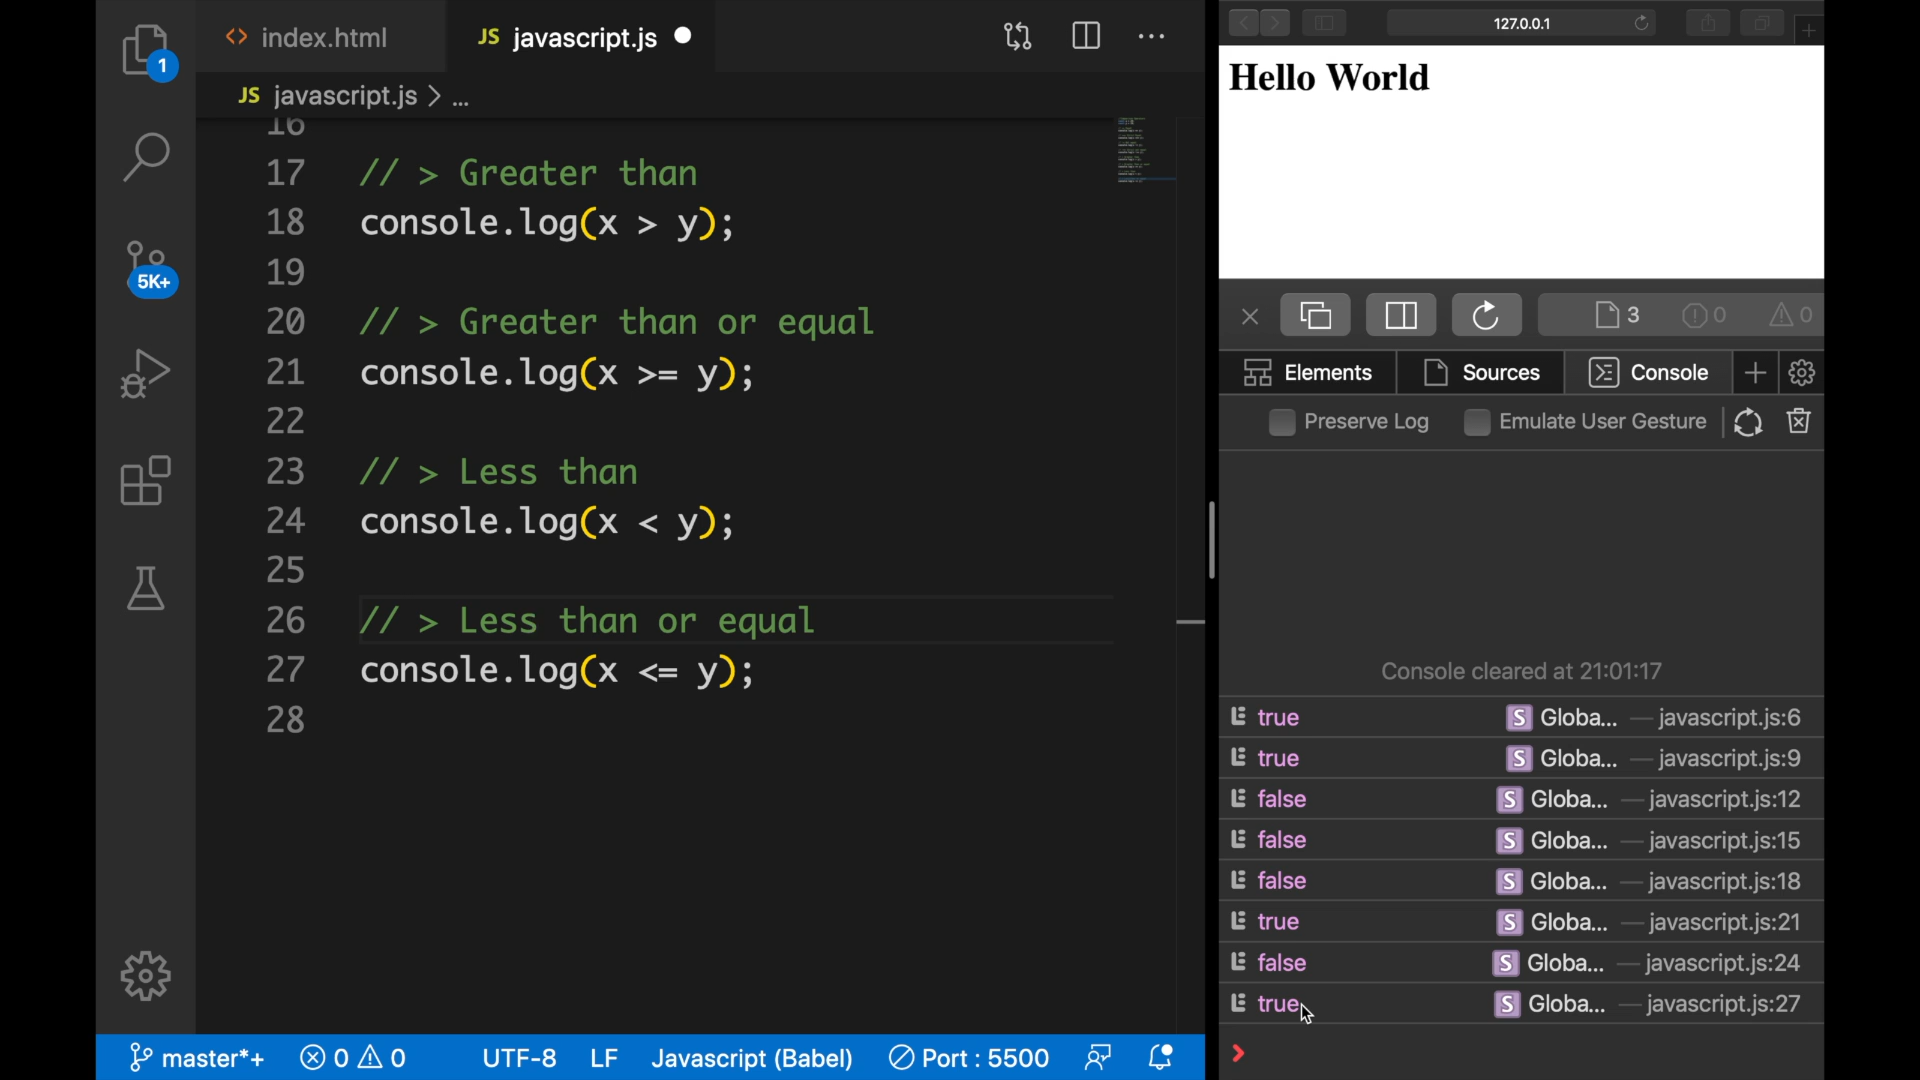 1
5K+
<> index.html
JS javascript.js
JS javascript.js > ...
16
17 // > Greater than
18 console.log(x > y);
19
20 // > Greater than or equal
21 console.log(x >= y);
22
23 // > Less than
24 console.log(x < y);
25
26 // > Less than or equal
27 console.log(x <= y);
28
master*+ 0 0 UTF-8 LF Javascript (Babel) Port : 5500
127.0.0.1
Hello World
3 0 0
Elements Sources Console
Preserve Log Emulate User Gesture
Console cleared at 21:01:17
true S Globa... — javascript.js:6
true S Globa... — javascript.js:9
false S Globa... — javascript.js:12
false S Globa... — javascript.js:15
false S Globa... — javascript.js:18
true S Globa... — javascript.js:21
false S Globa... — javascript.js:24
true S Globa... — javascript.js:27